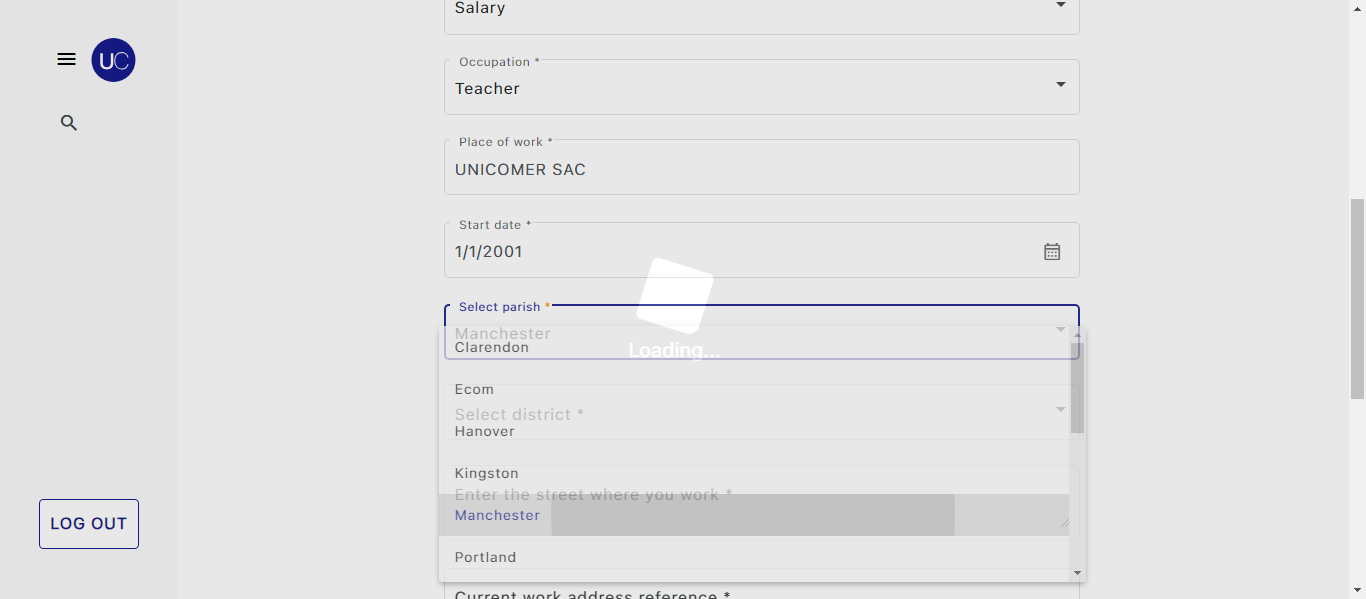 Salary
UC
Occupation *
Teacher
Place of work *
UNICOMER SAC
Start date *
1/1/2001
Select parish *
Manchester
Loading...
Clarendon
Ecom
Select district *
Hanover
Kingston
Enter the street where you work *
Manchester
LOG OUT
Portland
Current work address reference *